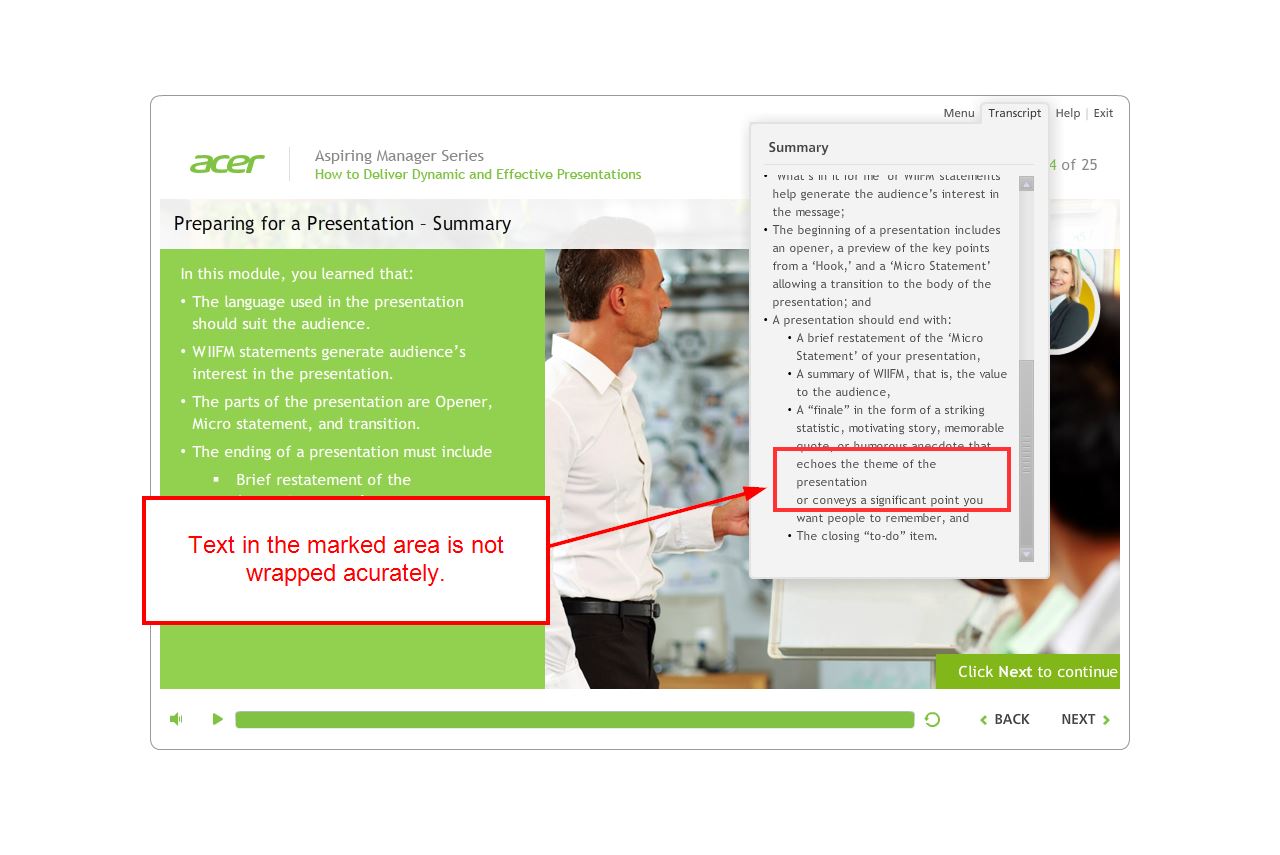 Menu
Transcript
Help | Exit
acer
Aspiring Manager Series
How to Deliver Dynamic and Effective Presentations
4 of 25
Preparing for a Presentation – Summary
In this module, you learned that:
• The language used in the presentation
should suit the audience.
• WIIFM statements generate audience’s
interest in the presentation.
• The parts of the presentation are Opener,
Micro statement, and transition.
• The ending of a presentation must include
▪ Brief restatement of the
Text in the marked area is not
wrapped acurately.
Summary
• ‘What’s in it for me’ or WIIFM statements
help generate the audience’s interest in
the message;
• The beginning of a presentation includes
an opener, a preview of the key points
from a ‘Hook,’ and a ‘Micro Statement’
allowing a transition to the body of the
presentation; and
• A presentation should end with:
• A brief restatement of the ‘Micro
Statement’ of your presentation,
• A summary of WIIFM, that is, the value
to the audience,
• A “finale” in the form of a striking
statistic, motivating story, memorable
quote, or humorous anecdote that
echoes the theme of the
presentation
or conveys a significant point you
want people to remember, and
• The closing “to-do” item.
Click Next to continue
BACK
NEXT